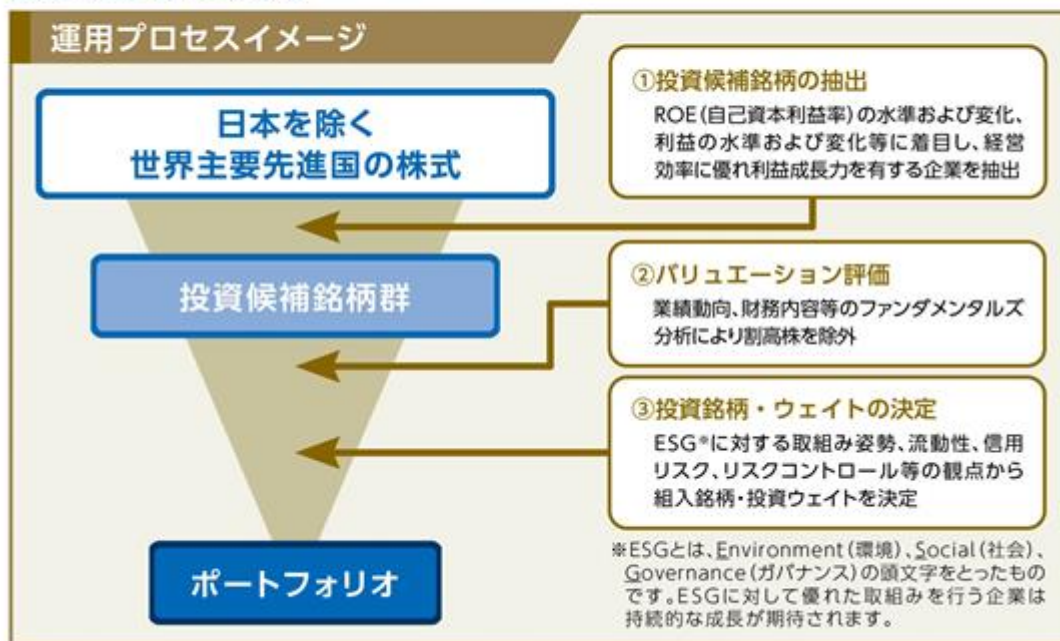 運用プロセスイメージ
日本を除く
世界主要先進国の株式
①投資候補銘柄の抽出
ROE(自己資本利益率)の水準および変化、
利益の水準および変化等に着目し、経営
効率に優れ利益成長力を有する企業を抽出
投資候補銘柄群
②バリュエーション評価
業績動向、財務内容等のファンダメンタルズ
分析により割高株を除外
③投資銘柄・ウェイトの決定
ESG※に対する取組み姿勢、流動性、信用
リスク、リスクコントロール等の観点から
組入銘柄・投資ウェイトを決定
ポートフォリオ
※ESGとは、Environment(環境)、Social(社会)、
Governance(ガバナンス)の頭文字をとったもの
です。ESGに対して優れた取組みを行う企業は
持続的な成長が期待されます。